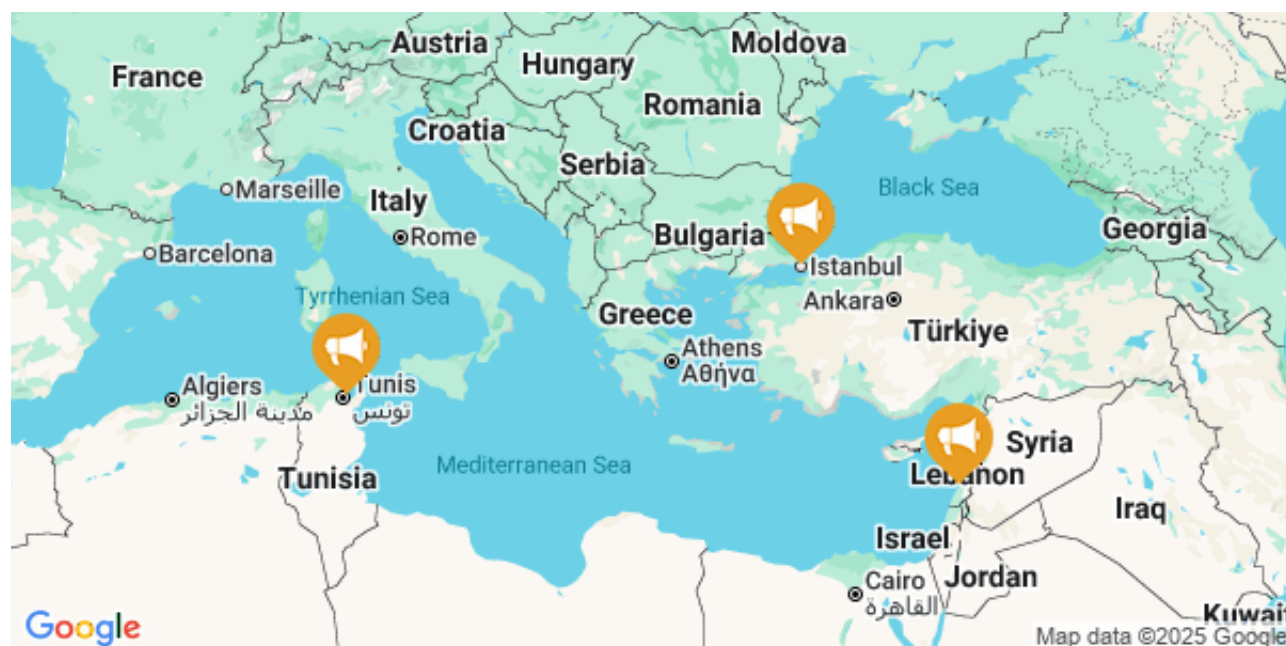 Austria
Moldova
Hungary
France
Romania
Croatia
Serbia
Marseille
Black Sea
Italy
Georgia
Rome
Bulgaria
Barcelona
Istanbul
Tyrrhenian Sea
Ankara
Greece
Türkiye
Athens
Αθήνα
Algiers
مدينة الجزائر
Tunis
تونس
Syria
Mediterranean Sea
Lebanon
Tunisia
Iraq
Israel
Cairo
القاهرة
Jordan
Kuwait
Google
Map data ©2025 Google